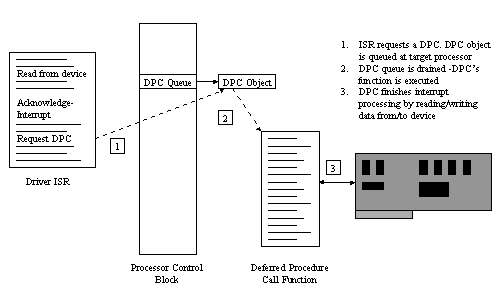 Read from device
Acknowledge-
Interrupt
Request DPC
Driver ISR
DPC Queue
DPC Object
1
2
3
Processor Control
Block
Deferred Procedure
Call Function
1. ISR requests a DPC. DPC object
is queued at target processor
2. DPC queue is drained -DPC's
function is executed
3. DPC finishes interrupt
processing by reading/writing
data from/to device